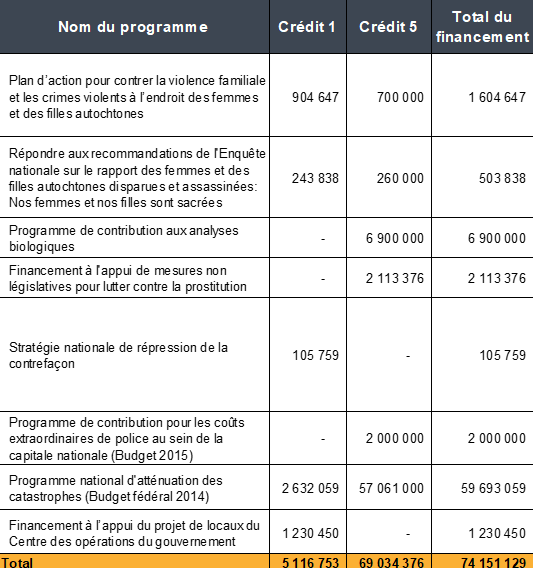 Nom du programme Crédit 1 Crédit 5 Total du financement
Plan d'action pour contrer la violence familiale
et les crimes violents à l'endroit des femmes
et des filles autochtones
904 647 700 000 1 604 647
Répondre aux recommandations de l'Enquête
nationale sur le rapport des femmes et des
filles autochtones disparues et assassinées:
Nos femmes et nos filles sont sacrées
243 838 260 000 503 838
Programme de contribution aux analyses
biologiques
- 6 900 000 6 900 000
Financement à l'appui de mesures non
législatives pour lutter contre la prostitution
- 2 113 376 2 113 376
Stratégie nationale de répression de la
contrefaçon
105 759 - 105 759
Programme de contribution pour les coûts
extraordinaires de police au sein de la
capitale nationale (Budget 2015)
- 2 000 000 2 000 000
Programme national d'atténuation des
catastrophes (Budget fédéral 2014)
2 632 059 57 061 000 59 693 059
Financement à l'appui du projet de locaux du
Centre des opérations du gouvernement
1 230 450 - 1 230 450
Total 5 116 753 69 034 376 74 151 129